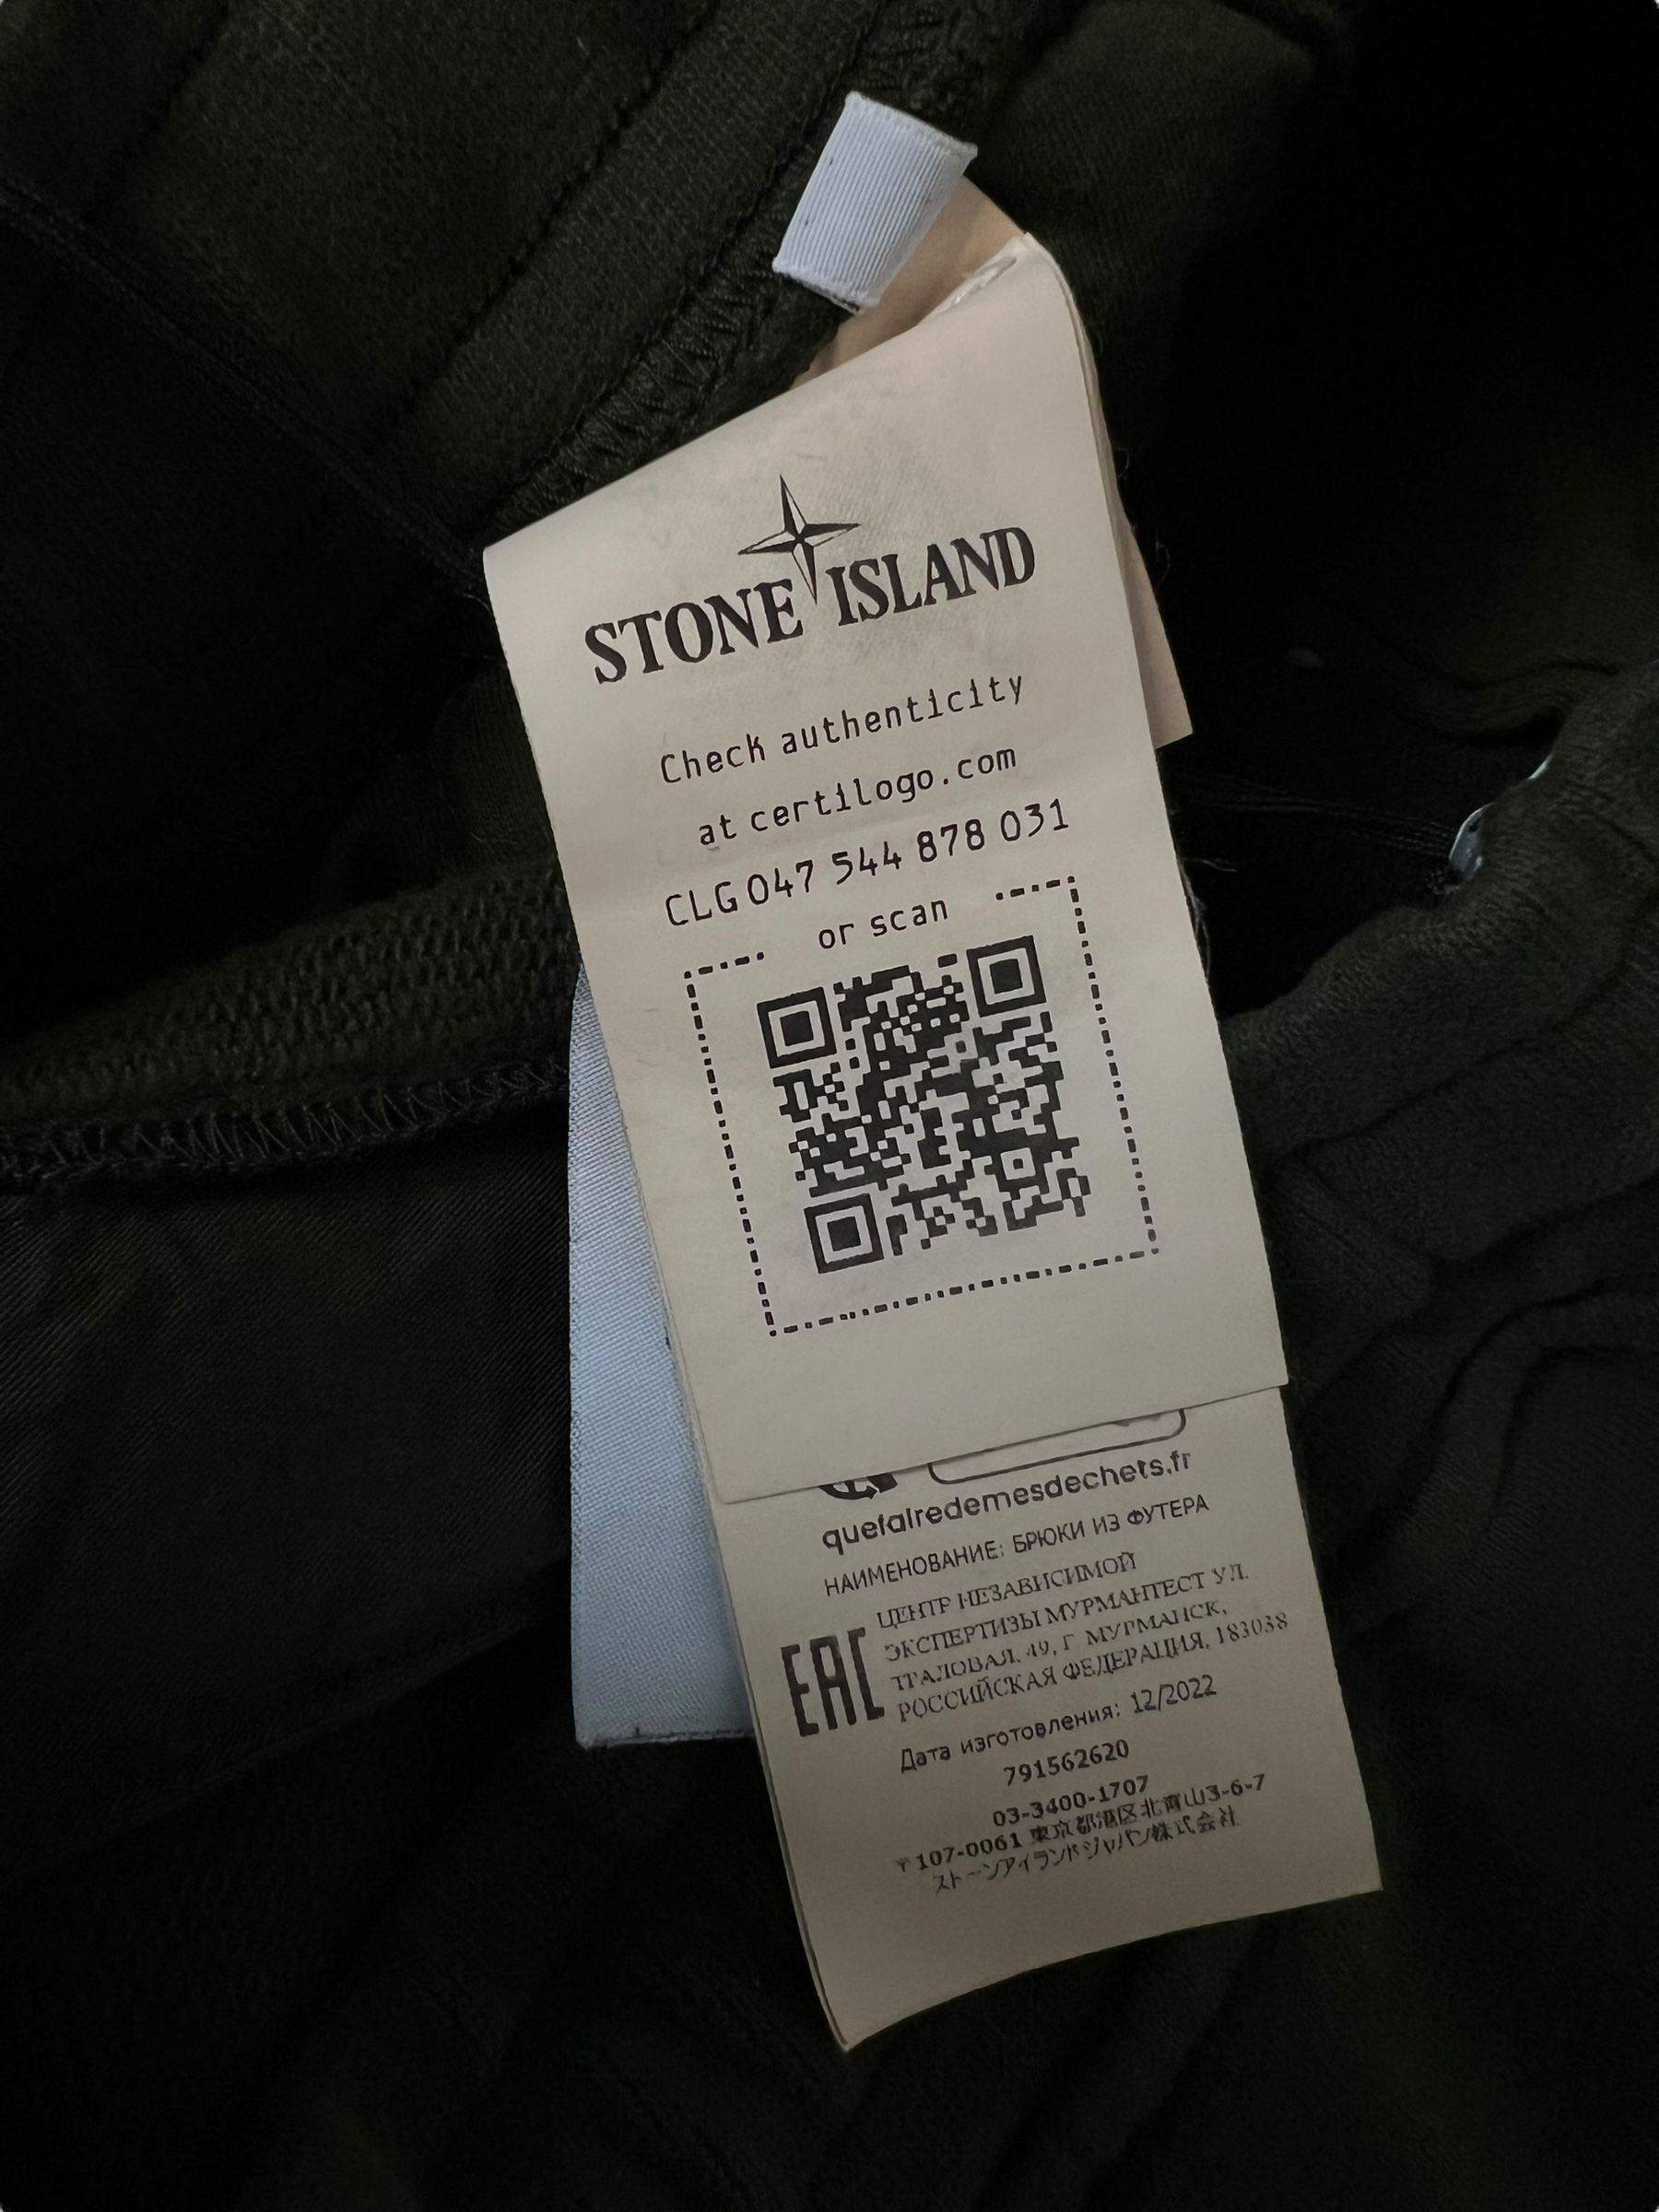 STONE ISLAND
Check authenticity
at certilogo.com
CLG 047 544 878 031
or scan
quefairedemesdechets.fr
НАИМЕНОВАНИЕ: БРЮКИ ИЗ ФУТЕРА
EAC
ЦЕНТР НЕЗАВИСИМОЙ
ЭКСПЕРТИЗЫ МУРМАНТЕСТ УЛ.
ТРАЛОВАЯ, 49, Г МУРМАНСК,
РОССИЙСКАЯ ФЕДЕРАЦИЯ, 183038
Дата изготовления: 12/2022
791562620
03-3400-1707
〒107-0061 東京都港区北青山3-6-7
ストーンアイランドジャパン株式会社